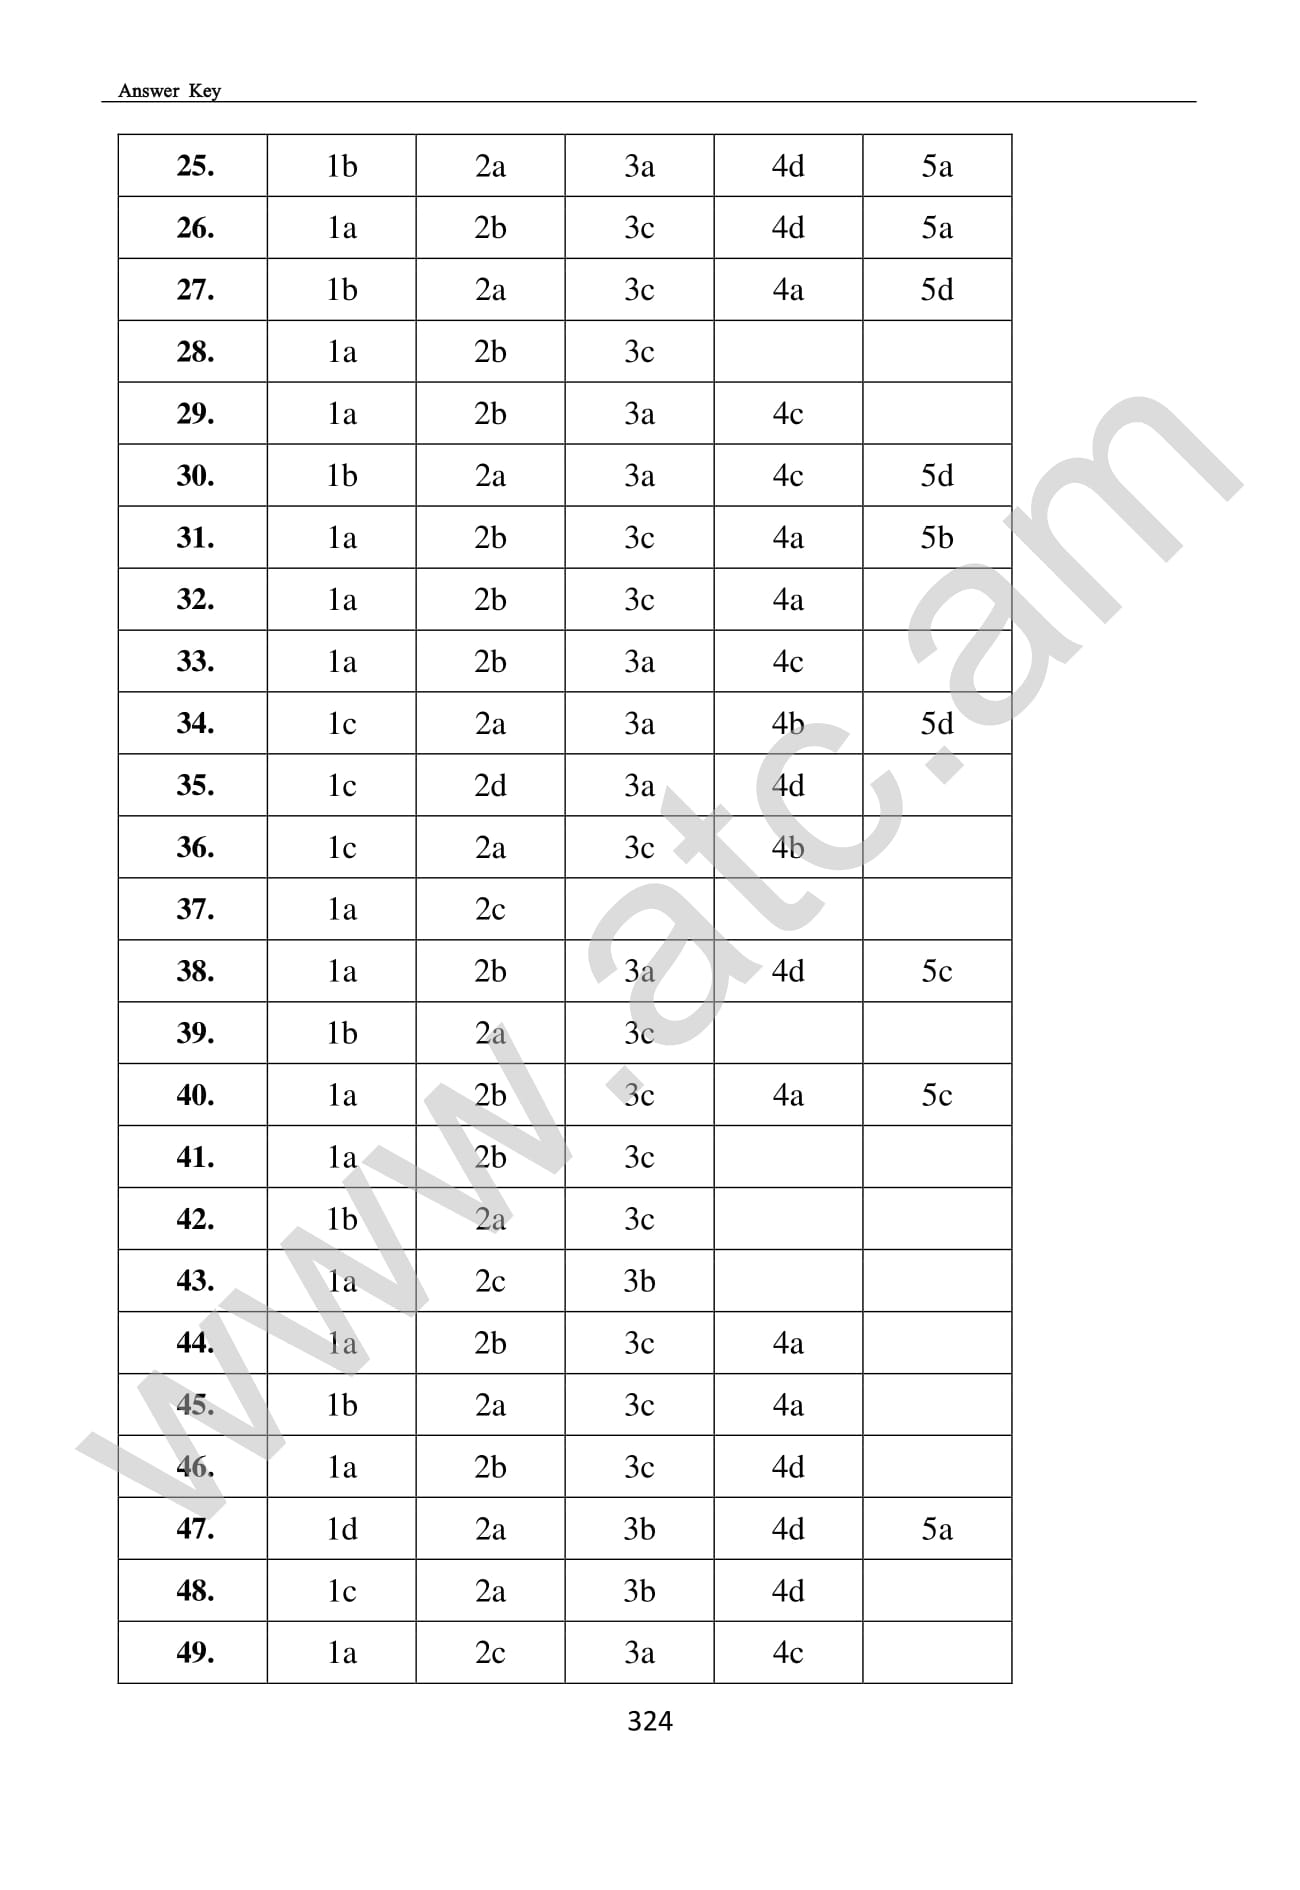 Answer Key
25. 1b 2a 3a 4d 5a
26. 1a 2b 3c 4d 5a
27. 1b 2a 3c 4a 5d
28. 1a 2b 3c
29. 1a 2b 3a 4c
30. 1b 2a 3a 4c 5d
31. 1a 2b 3c 4a 5b
32. 1a 2b 3c 4a
33. 1a 2b 3a 4c
34. 1c 2a 3a 4b 5d
35. 1c 2d 3a 4d
36. 1c 2a 3c 4b
37. 1a 2c
38. 1a 2b 3a 4d 5c
39. 1b 2a 3c
40. 1a 2b 3c 4a 5c
41. 1a 2b 3c
42. 1b 2a 3c
43. 1a 2c 3b
44. 1a 2b 3c 4a
45. 1b 2a 3c 4a
46. 1a 2b 3c 4d
47. 1d 2a 3b 4d 5a
48. 1c 2a 3b 4d
49. 1a 2c 3a 4c
324
www.atc.am